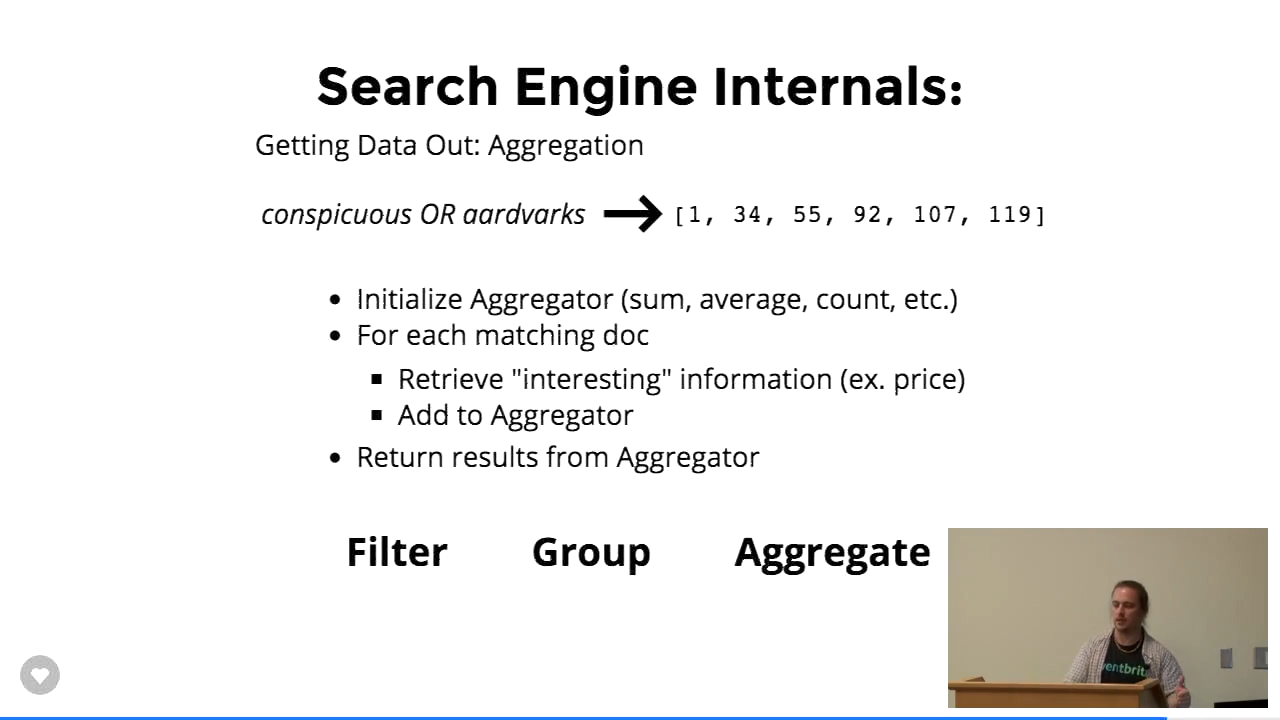 Search Engine Internals:
Getting Data Out: Aggregation
conspicuous OR aardvarks → [1, 34, 55, 92, 107, 119]
• Initialize Aggregator (sum, average, count, etc.)
• For each matching doc
▪ Retrieve "interesting" information (ex. price)
▪ Add to Aggregator
• Return results from Aggregator
Filter Group Aggregate
ventbrit